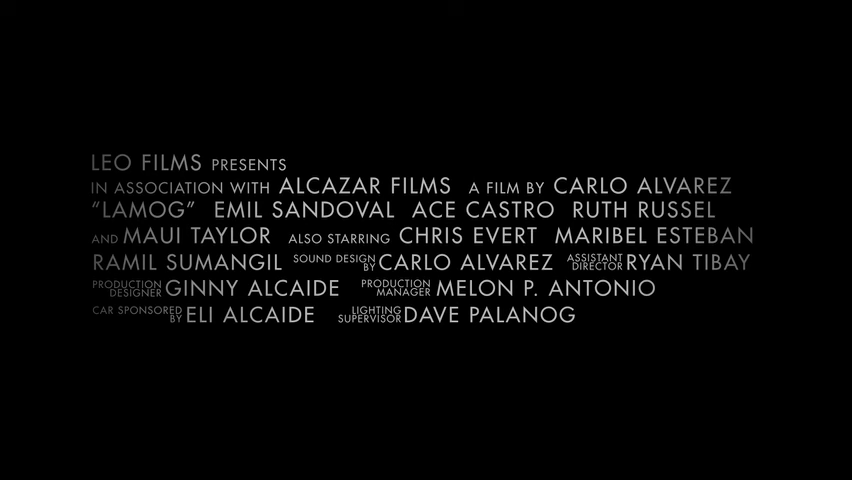 LEO FILMS PRESENTS
IN ASSOCIATION WITH ALCAZAR FILMS A FILM BY CARLO ALVAREZ
“LAMOG” EMIL SANDOVAL ACE CASTRO RUTH RUSSEL
AND MAUI TAYLOR ALSO STARRING CHRIS EVERT MARIBEL ESTEBAN
RAMIL SUMANGIL SOUND DESIGN BY CARLO ALVAREZ ASSISTANT DIRECTOR RYAN TIBAY
PRODUCTION DESIGNER GINNY ALCAIDE PRODUCTION MANAGER MELON P. ANTONIO
CAR SPONSORED BY ELI ALCAIDE LIGHTING SUPERVISOR DAVE PALANOG